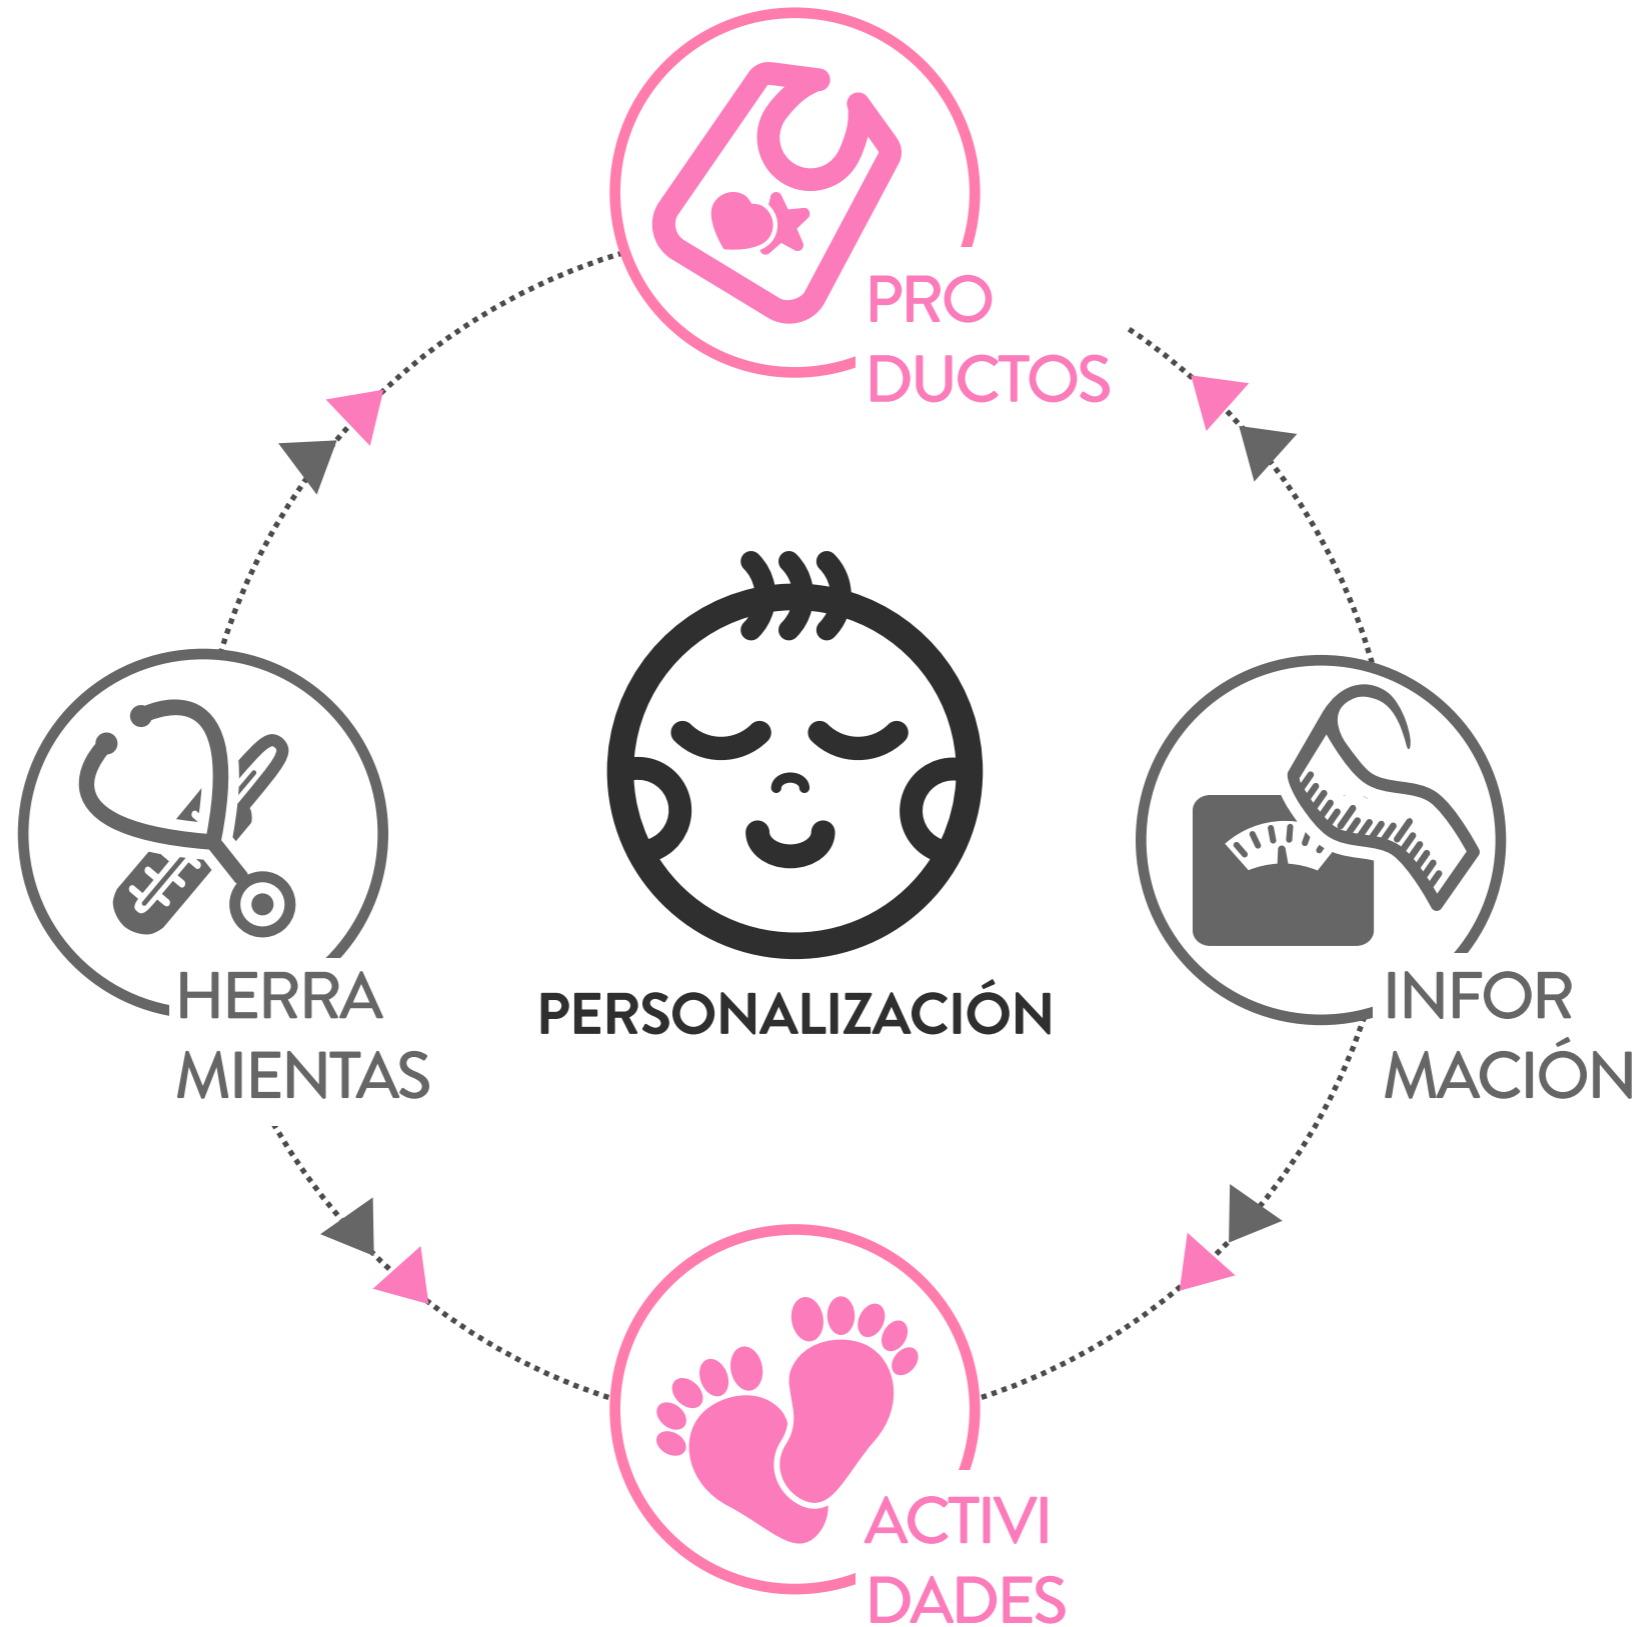 PRO
DUCTOS
HERRA
MIENTAS
PERSONALIZACIÓN
INFOR
MACIÓN
ACTIVI
DADES